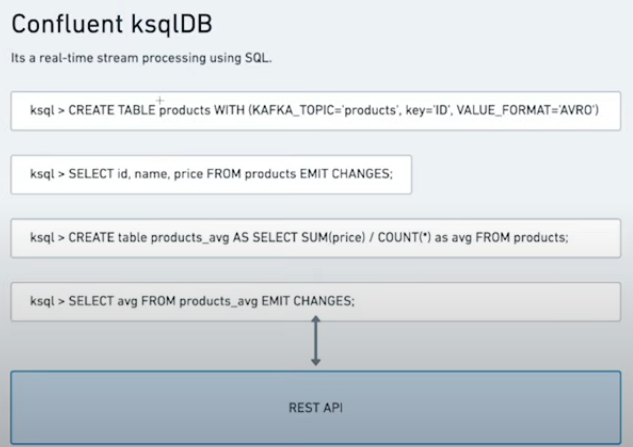 Confluent ksqlDB
Its a real-time stream processing using SQL.
ksql > CREATE TABLE products WITH (KAFKA_TOPIC='products', key='ID', VALUE_FORMAT='AVRO')
ksql > SELECT id, name, price FROM products EMIT CHANGES;
ksql > CREATE table products_avg AS SELECT SUM(price) / COUNT(*) as avg FROM products;
ksql > SELECT avg FROM products_avg EMIT CHANGES;
REST API